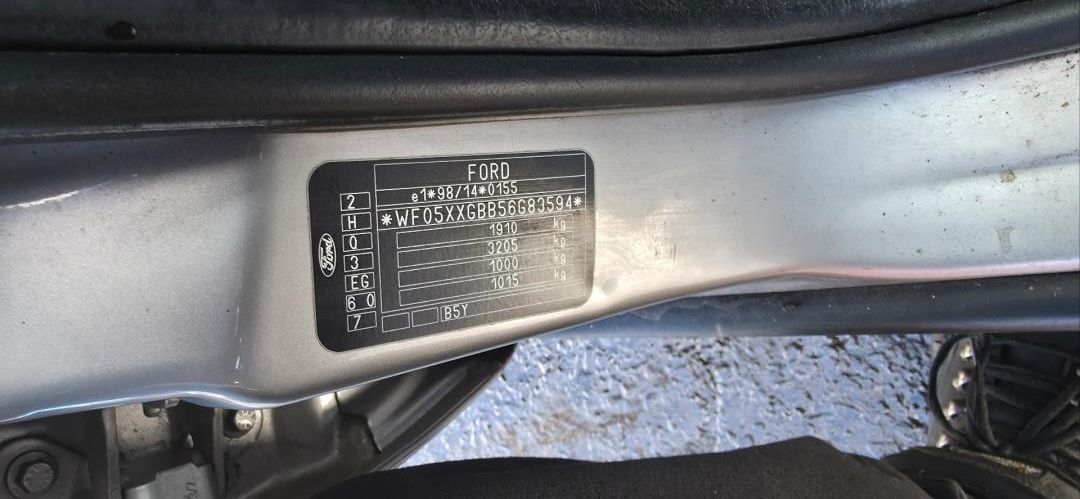 FORD
e1*98/14*0155
*WF05XXGBB56G83594*
1910 kg
3205 kg
1000 kg
1015 kg
B5Y
2
H
0
3
EG
6 0
7
Ford